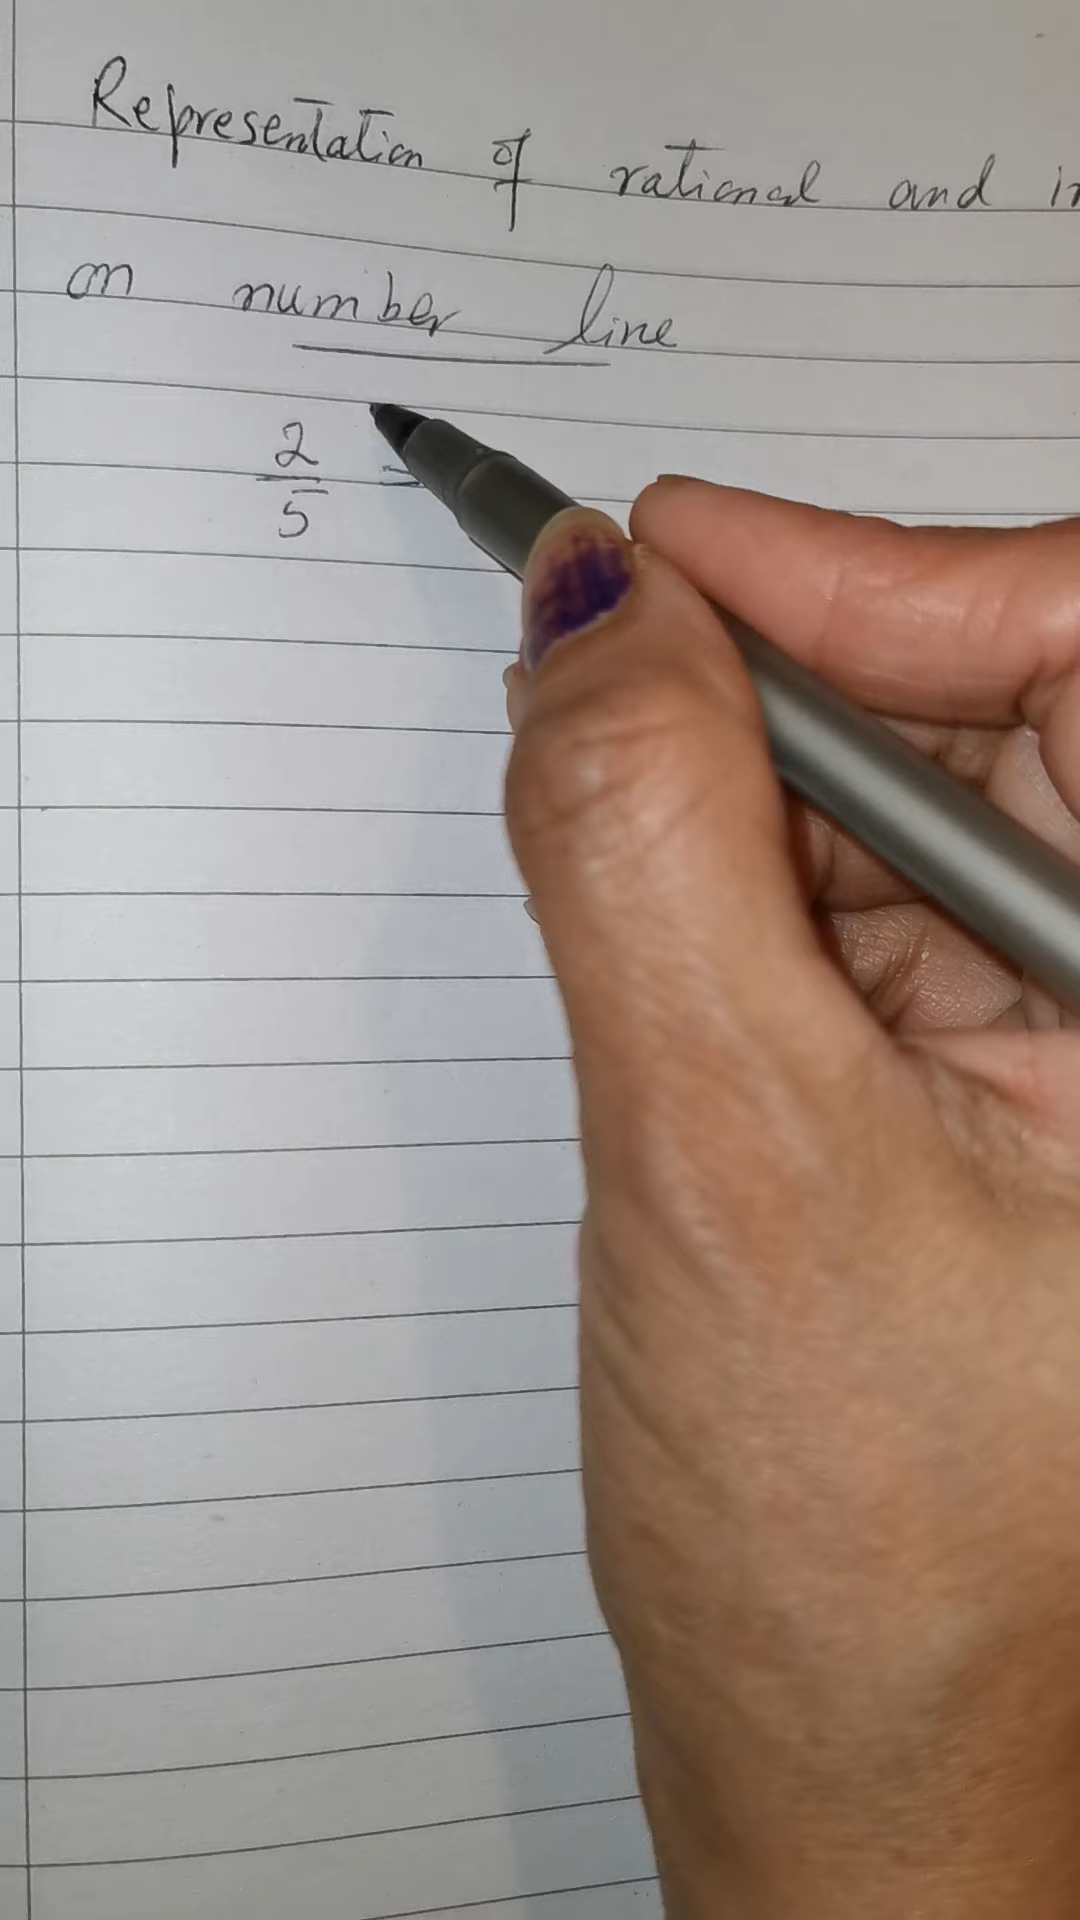 Representation of rational and
on number line
2/5 =